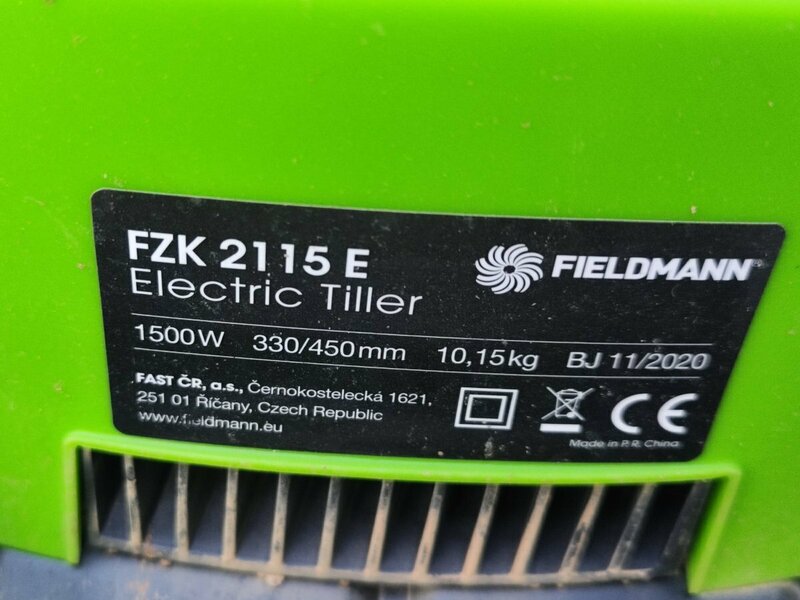 FZK 2115 E
FIELDMANN
Electric Tiller
1500W 330/450mm 10,15kg BJ 11/2020
FAST ČR, a.s., Černokostelecká 1621,
251 01 Říčany, Czech Republic
www.fieldmann.eu
CE
Made in P.R. China